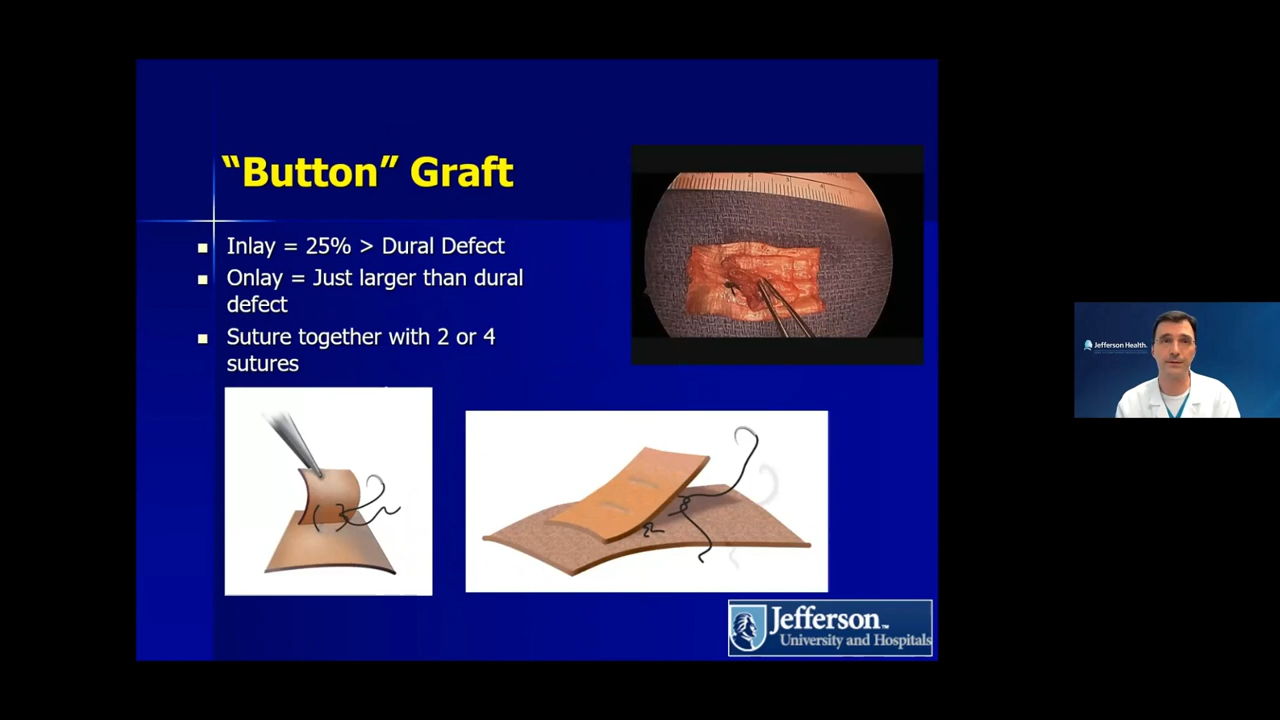 “Button” Graft
Inlay = 25% > Dural Defect
Onlay = Just larger than dural
defect
Suture together with 2 or 4
sutures
Jefferson™
University and Hospitals
Jefferson Health.